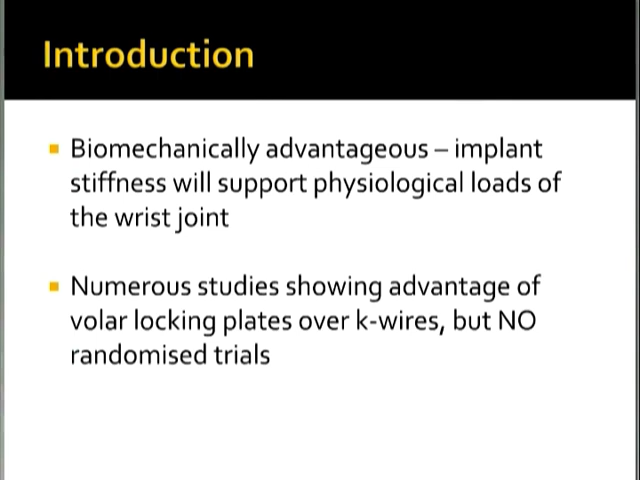 Introduction
Biomechanically advantageous – implant
stiffness will support physiological loads of
the wrist joint
Numerous studies showing advantage of
volar locking plates over k-wires, but NO
randomised trials